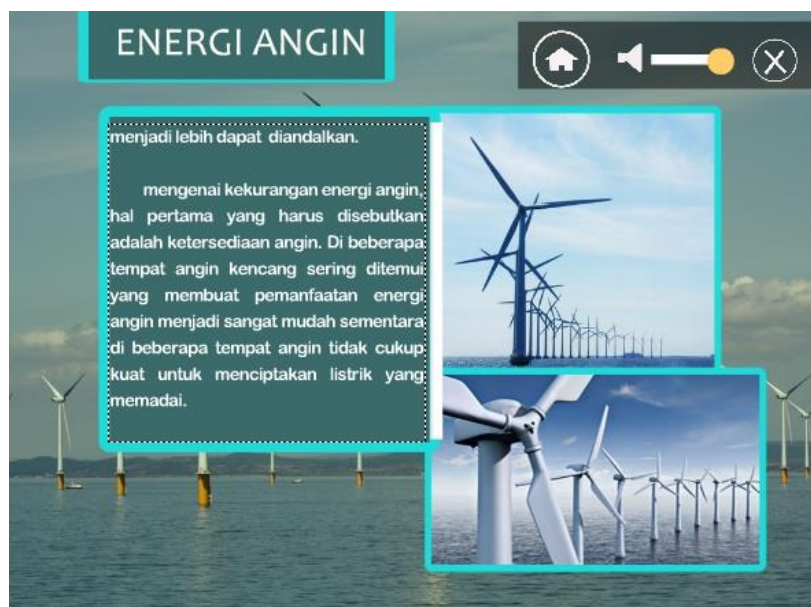 ENERGI ANGIN
menjadi lebih dapat diandalkan.
mengenai kekurangan energi angin,
hal pertama yang harus disebutkan
adalah ketersediaan angin. Di beberapa
tempat angin kencang sering ditemui
yang membuat pemanfaatan energi
angin menjadi sangat mudah sementara
di beberapa tempat angin tidak cukup
kuat untuk menciptakan listrik yang
memadai.